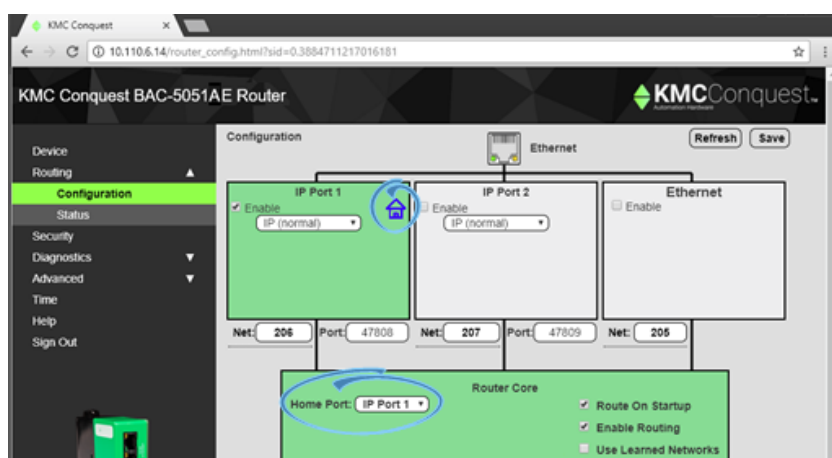 KMC Conquest
10.110.6.14/router_config.html?sid=0.3884711217016181
KMC Conquest BAC-5051AE Router
KMCConquest™
Automation Hardware
Device
Routing
Configuration
Status
Security
Diagnostics
Advanced
Time
Help
Sign Out
Configuration
Ethernet
Refresh
Save
IP Port 1
Enable
IP (normal)
IP Port 2
Enable
IP (normal)
Ethernet
Enable
Net: 206 Port: 47808
Net: 207 Port: 47809
Net: 205
Router Core
Home Port: IP Port 1
Route On Startup
Enable Routing
Use Learned Networks